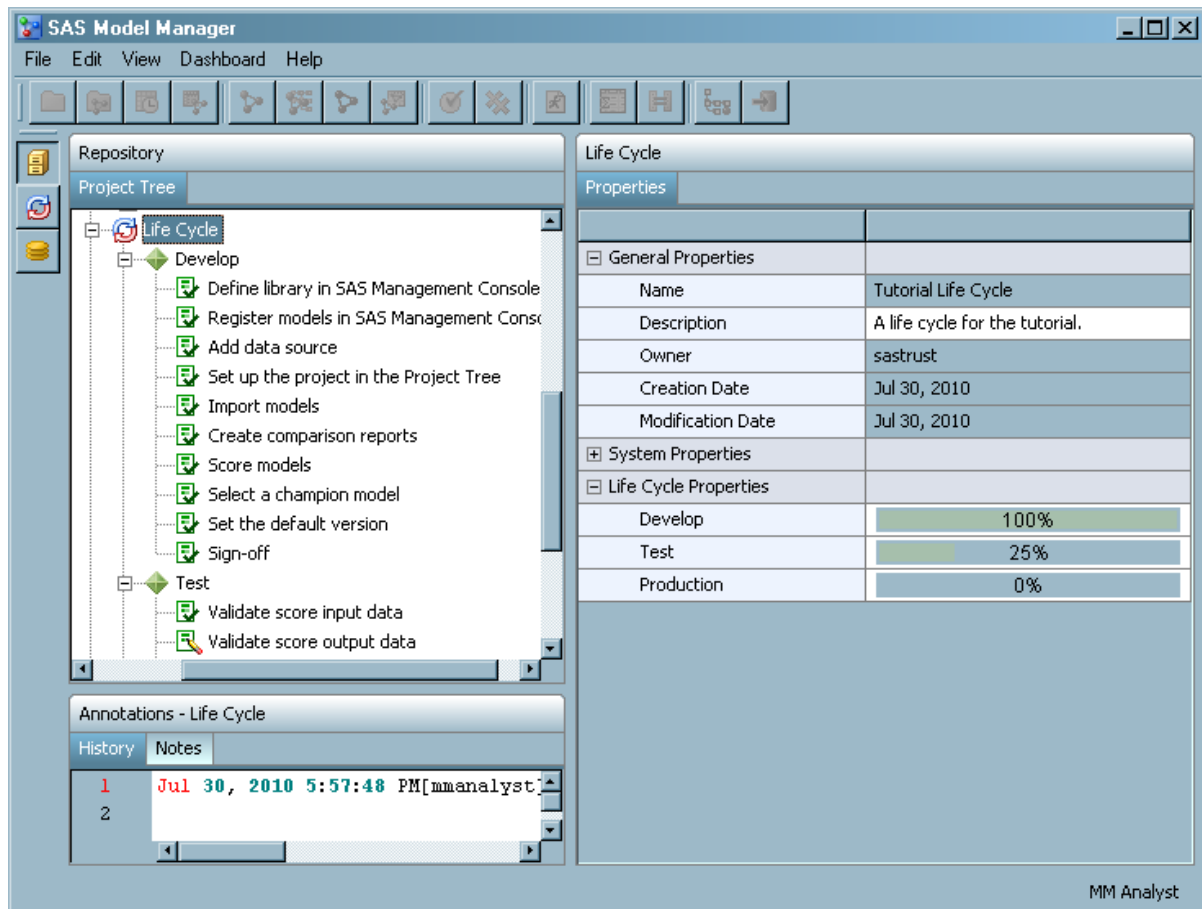 SAS Model Manager
File Edit View Dashboard Help
Repository
Project Tree
Life Cycle
Develop
Define library in SAS Management Console
Register models in SAS Management Conso
Add data source
Set up the project in the Project Tree
Import models
Create comparison reports
Score models
Select a champion model
Set the default version
Sign-off
Test
Validate score input data
Validate score output data
Annotations - Life Cycle
History Notes
1 Jul 30, 2010 5:57:48 PM[mmanalyst]
2
Life Cycle
Properties
General Properties
Name Tutorial Life Cycle
Description A life cycle for the tutorial.
Owner sastrust
Creation Date Jul 30, 2010
Modification Date Jul 30, 2010
System Properties
Life Cycle Properties
Develop 100%
Test 25%
Production 0%
MM Analyst